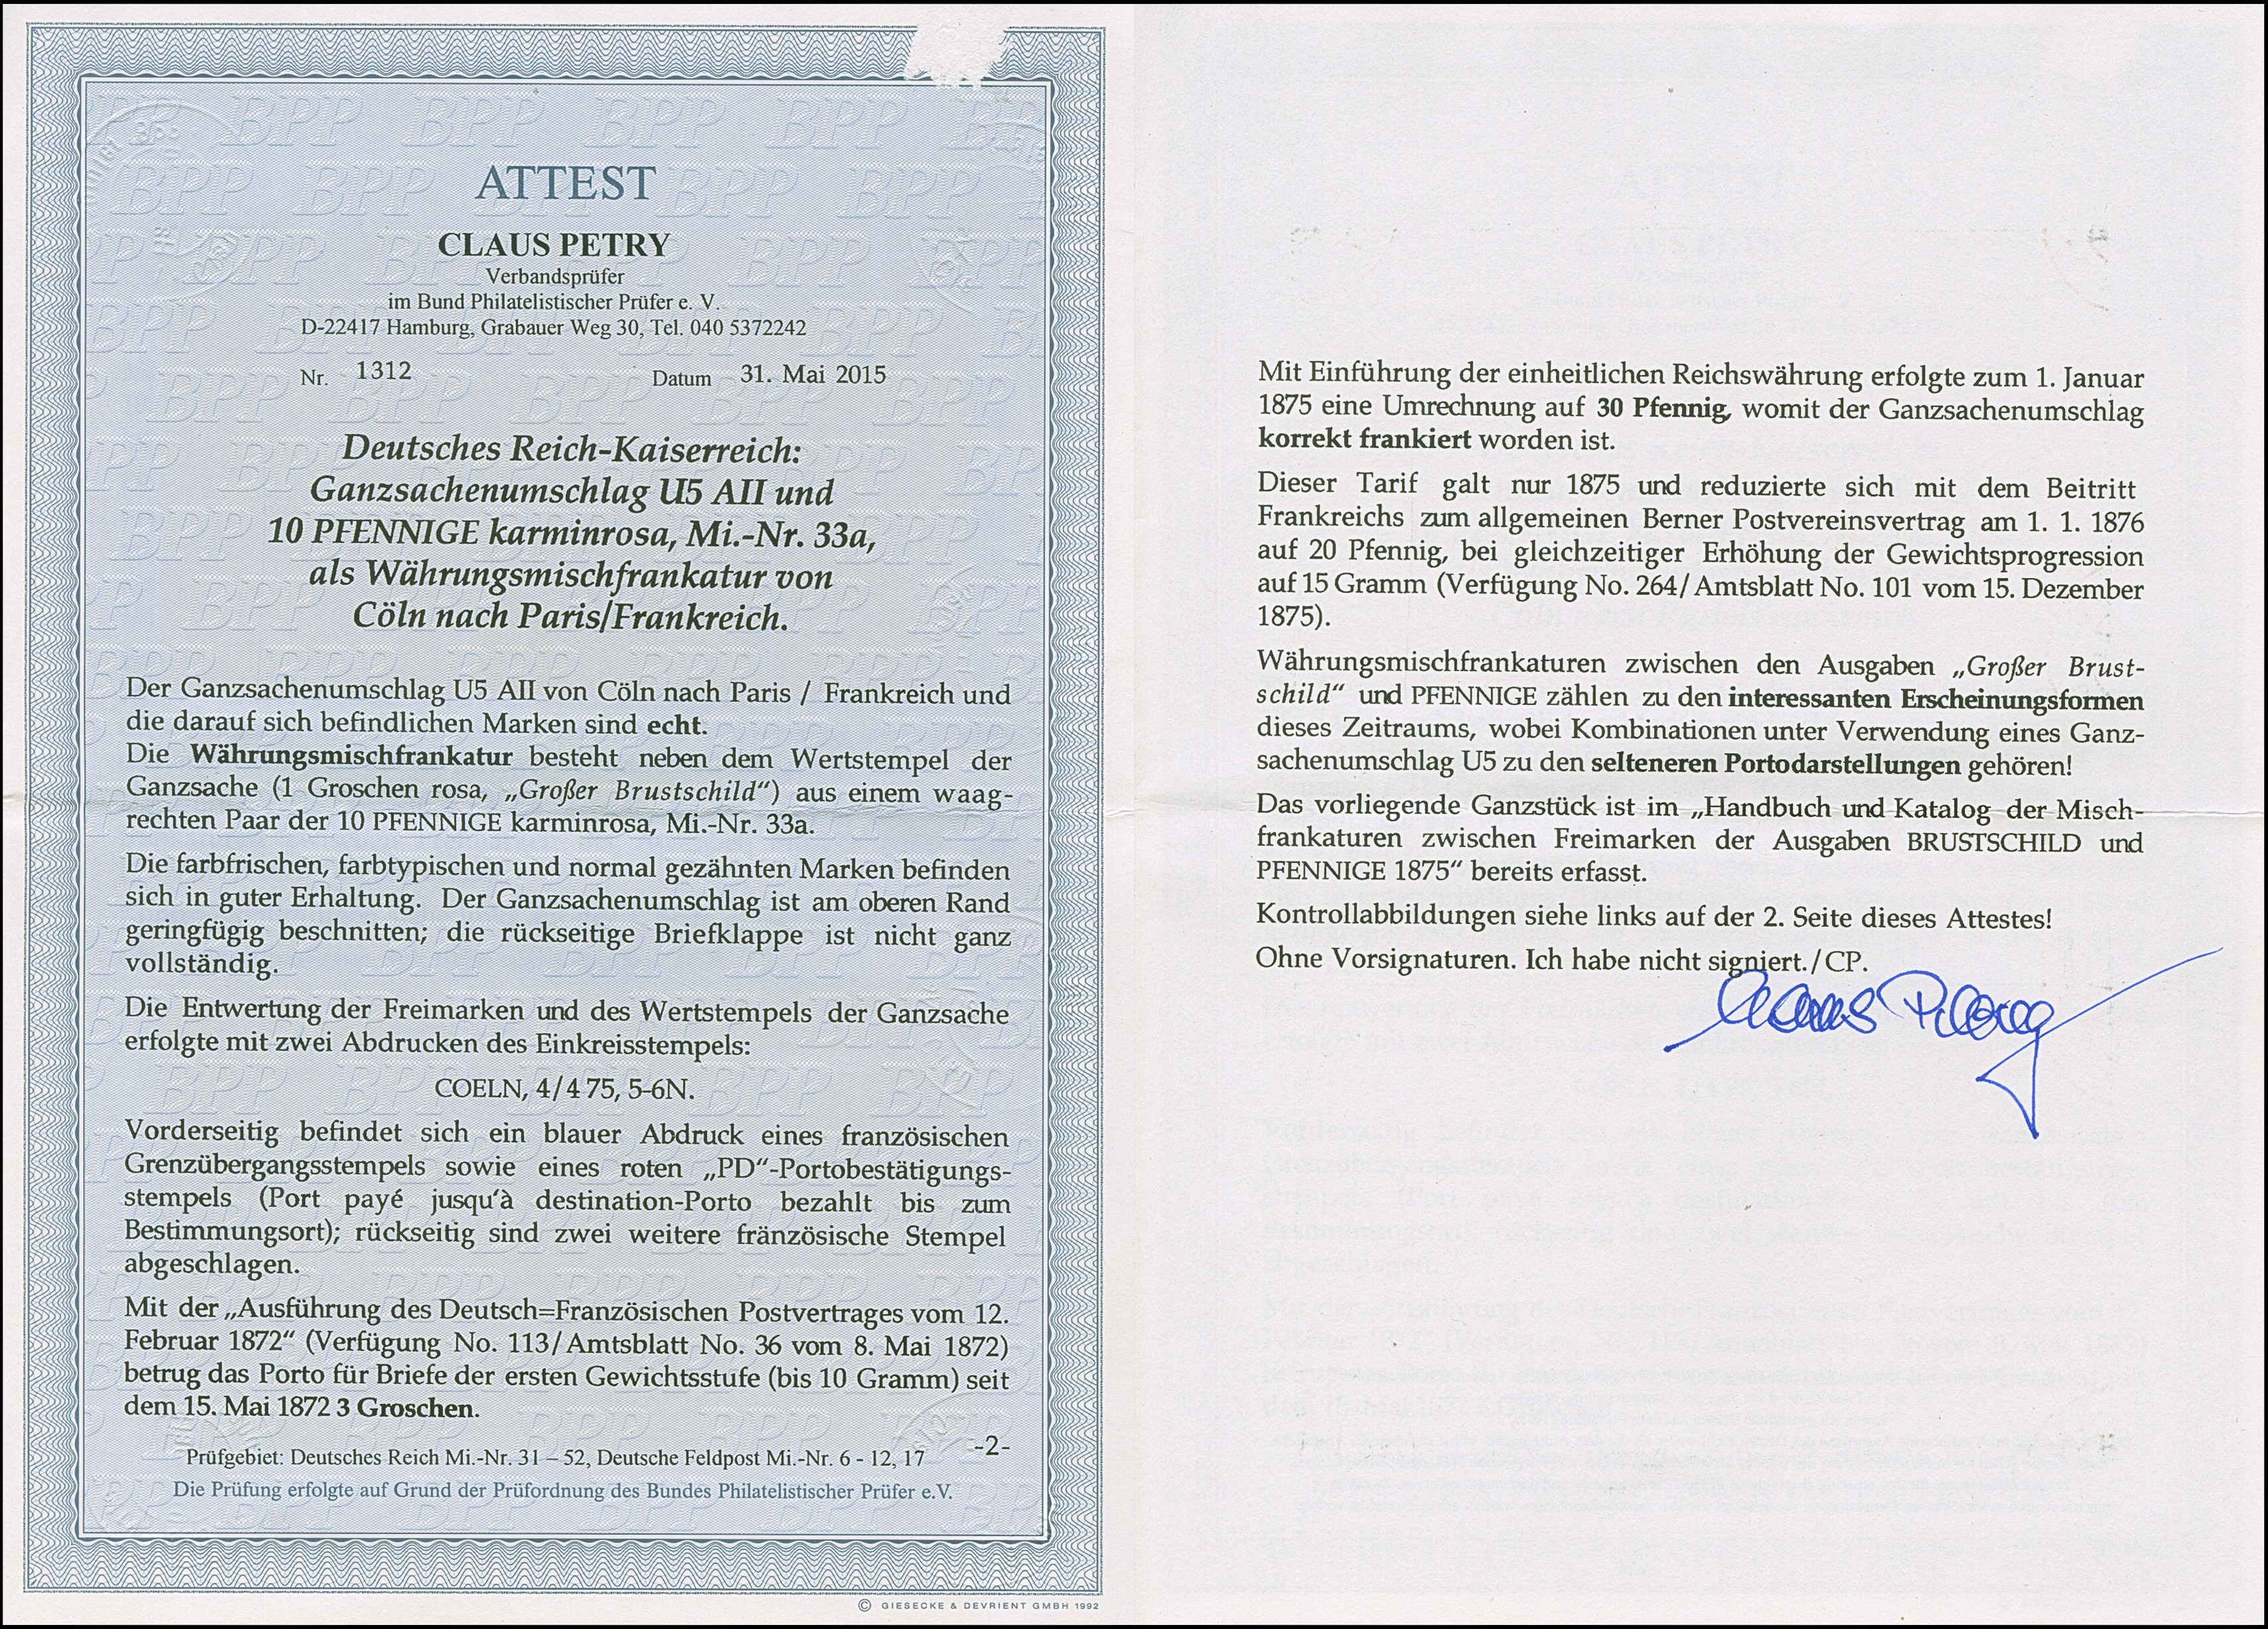 ATTEST
CLAUS PETRY
Verbandsprüfer
im Bund Philatelistischer Prüfer e. V.
D-22417 Hamburg, Grabauer Weg 30, Tel. 040 5372242
Nr. 1312 Datum 31. Mai 2015
Deutsches Reich-Kaiserreich:
Ganzsachenumschlag U5 AII und
10 PFENNIGE karminrosa, Mi.-Nr. 33a,
als Währungsmischfrankatur von
Cöln nach Paris/Frankreich.
Der Ganzsachenumschlag U5 AII von Cöln nach Paris / Frankreich und
die darauf sich befindlichen Marken sind echt.
Die Währungsmischfrankatur besteht neben dem Wertstempel der
Ganzsache (1 Groschen rosa, „Großer Brustschild“) aus einem waag-
rechten Paar der 10 PFENNIGE karminrosa, Mi.-Nr. 33a.
Die farbfrischen, farbtypischen und normal gezähnten Marken befinden
sich in guter Erhaltung. Der Ganzsachenumschlag ist am oberen Rand
geringfügig beschnitten; die rückseitige Briefklappe ist nicht ganz
vollständig.
Die Entwertung der Freimarken und des Wertstempels der Ganzsache
erfolgte mit zwei Abdrucken des Einkreisstempels:
COELN, 4/4 75, 5-6N.
Vorderseitig befindet sich ein blauer Abdruck eines französischen
Grenzübergangsstempels sowie eines roten „PD“-Portobestätigungs-
stempels (Port payé jusqu‘à destination-Porto bezahlt bis zum
Bestimmungsort); rückseitig sind zwei weitere fränzösische Stempel
abgeschlagen.
Mit der „Ausführung des Deutsch=Französischen Postvertrages vom 12.
Februar 1872“ (Verfügung No. 113/Amtsblatt No. 36 vom 8. Mai 1872)
betrug das Porto für Briefe der ersten Gewichtsstufe (bis 10 Gramm) seit
dem 15. Mai 1872 3 Groschen.
-2-
Prüfgebiet: Deutsches Reich Mi.-Nr. 31 – 52, Deutsche Feldpost Mi.-Nr. 6 - 12, 17
Die Prüfung erfolgte auf Grund der Prüfordnung des Bundes Philatelistischer Prüfer e.V.
© GIESECKE & DEVRIENT GMBH 1992
Mit Einführung der einheitlichen Reichswährung erfolgte zum 1. Januar
1875 eine Umrechnung auf 30 Pfennig, womit der Ganzsachenumschlag
korrekt frankiert worden ist.
Dieser Tarif galt nur 1875 und reduzierte sich mit dem Beitritt
Frankreichs zum allgemeinen Berner Postvereinsvertrag am 1. 1. 1876
auf 20 Pfennig, bei gleichzeitiger Erhöhung der Gewichtsprogression
auf 15 Gramm (Verfügung No. 264/Amtsblatt No. 101 vom 15. Dezember
1875).
Währungsmischfrankaturen zwischen den Ausgaben „Großer Brust-
schild“ und PFENNIGE zählen zu den interessanten Erscheinungsformen
dieses Zeitraums, wobei Kombinationen unter Verwendung eines Ganz-
sachenumschlag U5 zu den selteneren Portodarstellungen gehören!
Das vorliegende Ganzstück ist im „Handbuch und Katalog der Misch-
frankaturen zwischen Freimarken der Ausgaben BRUSTSCHILD und
PFENNIGE 1875“ bereits erfasst.
Kontrollabbildungen siehe links auf der 2. Seite dieses Attestes!
Ohne Vorsignaturen. Ich habe nicht signiert./CP.
Claus Petry